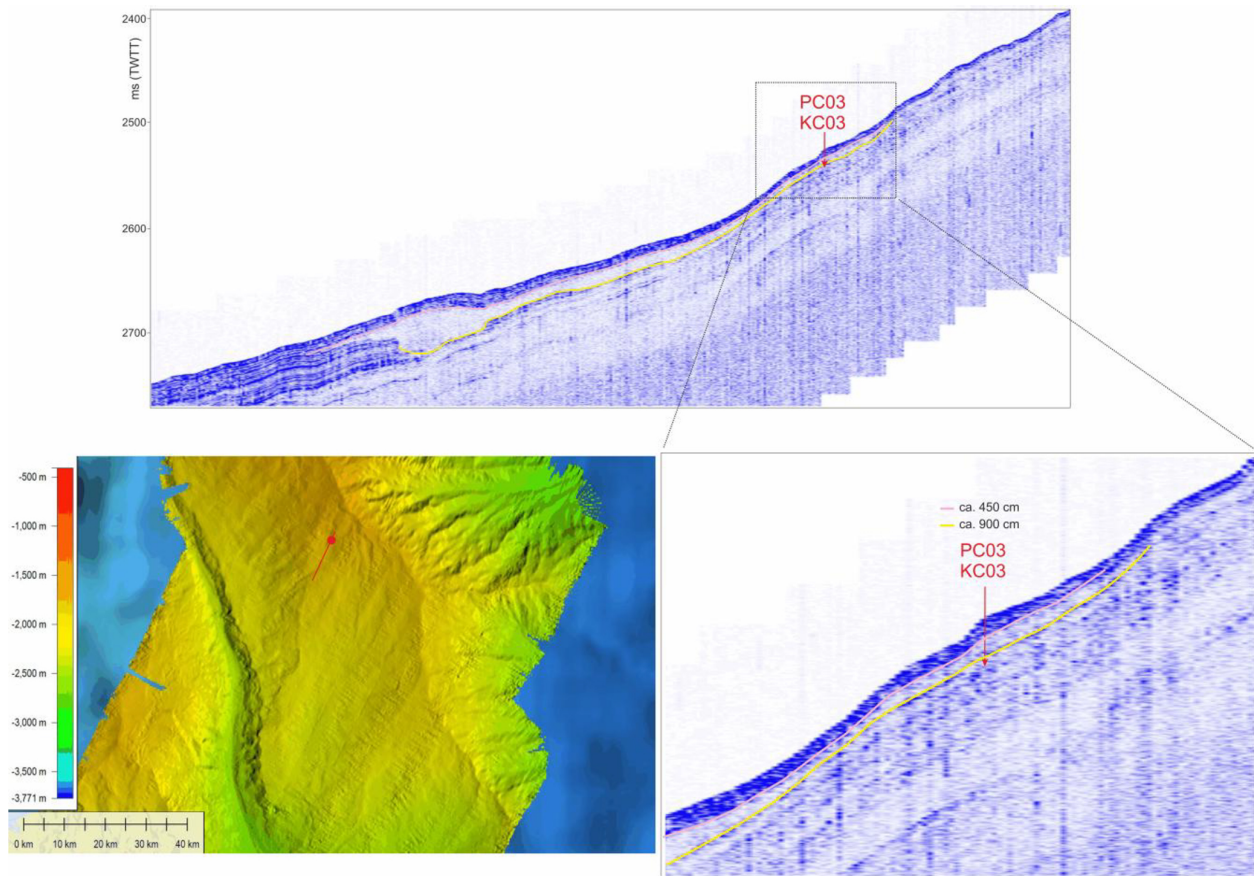 2400
ms (TWTT)
2500
2600
2700
PC03
KC03
-500 m
-1,000 m
-1,500 m
-2,000 m
-2,500 m
-3,000 m
-3,500 m
-3,771 m
0 km 10 km 20 km 30 km 40 km
ca. 450 cm
ca. 900 cm
PC03
KC03